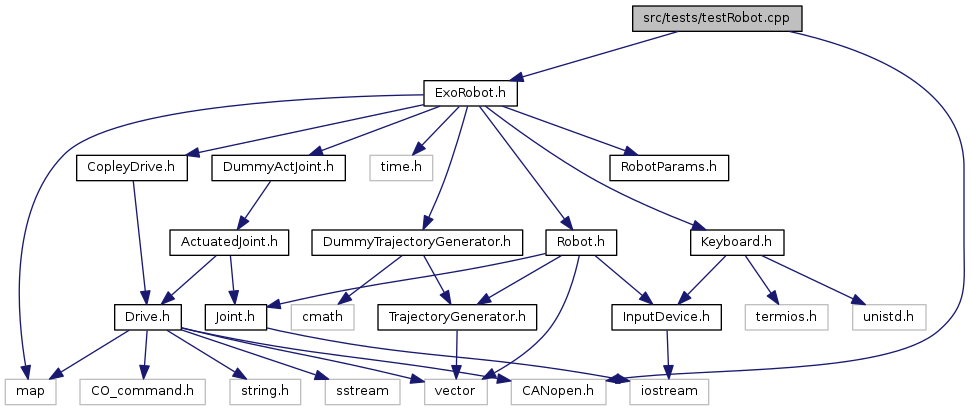 src/tests/testRobot.cpp
ExoRobot.h
CopleyDrive.h
DummyActJoint.h
time.h
RobotParams.h
ActuatedJoint.h
DummyTrajectoryGenerator.h
Robot.h
Keyboard.h
Drive.h
Joint.h
cmath
TrajectoryGenerator.h
InputDevice.h
termios.h
unistd.h
map
CO_command.h
string.h
sstream
vector
CANopen.h
iostream